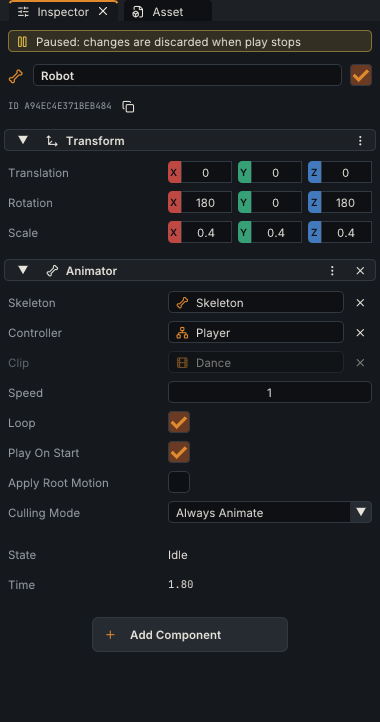 Inspector
Asset
Paused: changes are discarded when play stops
Robot
ID A94EC4E371BEB484
Transform
Translation X 0 Y 0 Z 0
Rotation X 180 Y 0 Z 180
Scale X 0.4 Y 0.4 Z 0.4
Animator
Skeleton Skeleton
Controller Player
Clip Dance
Speed 1
Loop
Play On Start
Apply Root Motion
Culling Mode Always Animate
State Idle
Time 1.80
Add Component